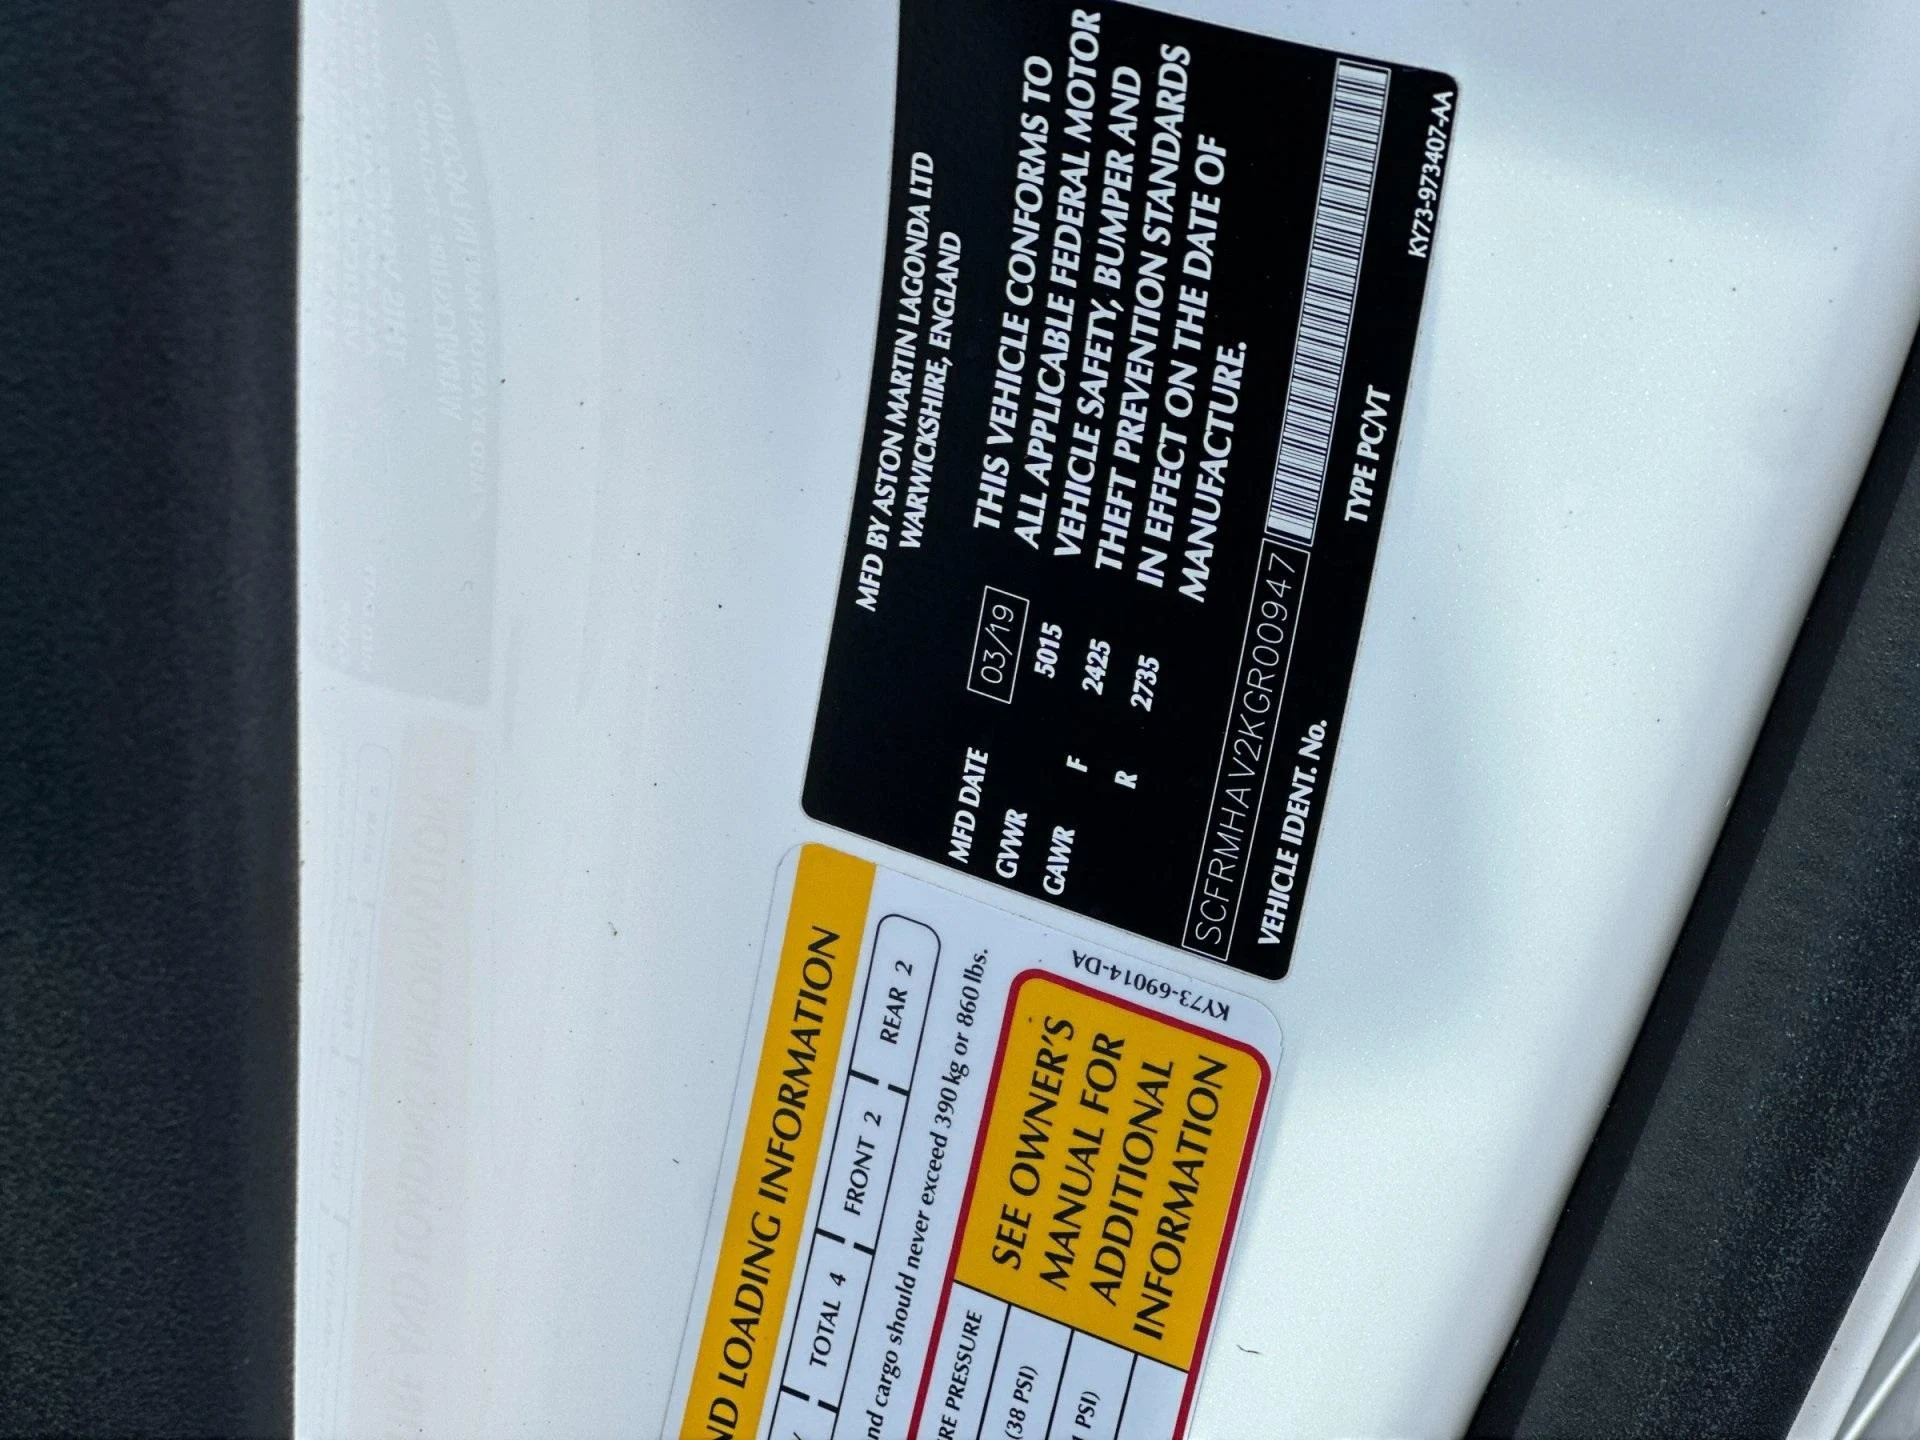 MFD BY ASTON MARTIN LAGONDA LTD
WARWICKSHIRE, ENGLAND
MFD DATE 03/19
GVWR 5015
GAWR F 2425
R 2735
THIS VEHICLE CONFORMS TO
ALL APPLICABLE FEDERAL MOTOR
VEHICLE SAFETY, BUMPER AND
THEFT PREVENTION STANDARDS
IN EFFECT ON THE DATE OF
MANUFACTURE.
SCFRMHAV2KGR00947
VEHICLE IDENT. No.
TYPE PC/VT
KY73-973407-AA
ND LOADING INFORMATION
TOTAL 4 FRONT 2 REAR 2
nd cargo should never exceed 390 kg or 860 lbs.
RE PRESSURE
(38 PSI)
PSI)
SEE OWNER'S
MANUAL FOR
ADDITIONAL
INFORMATION
KY73-69014-DA